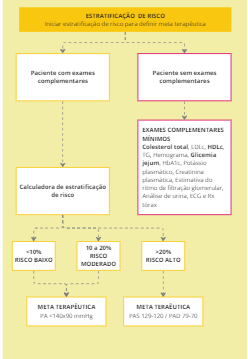 ESTRATIFICAÇÃO DE RISCO
Iniciar estratificação de risco para definir meta terapêutica
Paciente com exames
complementares
Paciente sem exames
complementares
EXAMES COMPLEMENTARES
MÍNIMOS
Colesterol total, LDLc, HDLc,
TG, Hemograma, Glicemia
jejum, HbA1c, Potássio
plasmático, Creatinina
plasmática, Estimativa do
ritmo de filtração glomerular,
Análise de urina, ECG e Rx
tórax
Calculadora de estratificação
de risco
<10%
RISCO BAIXO
10 a 20%
RISCO
MODERADO
>20%
RISCO ALTO
META TERAPÊUTICA
PA <140x90 mmHg
META TERAPÊUTICA
PAS 120-129 / PAD 70-79